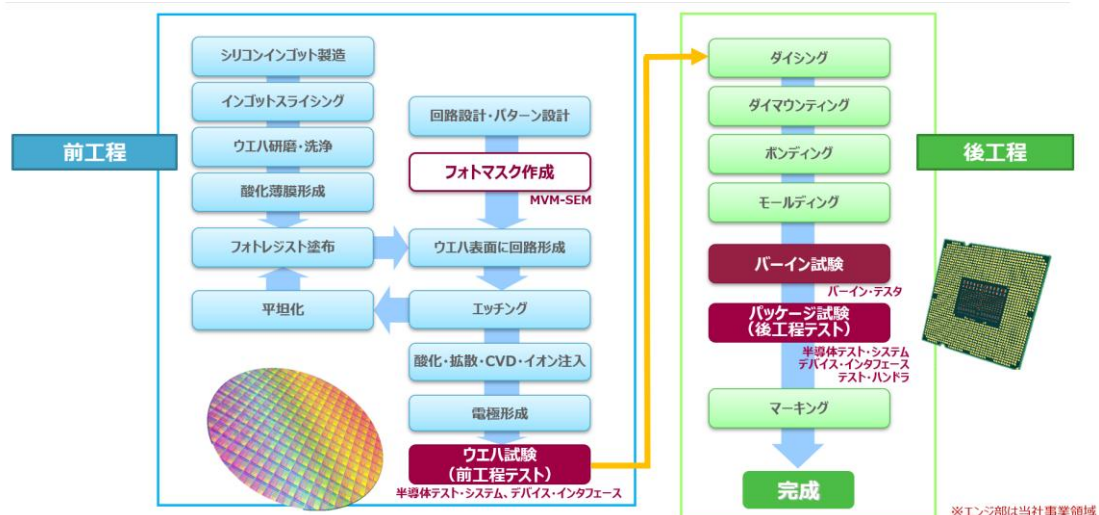 前工程
シリコンインゴット製造
インゴットスライシング
ウエハ研磨・洗浄
酸化薄膜形成
フォトレジスト塗布
平坦化
回路設計・パターン設計
フォトマスク作成
MVM-SEM
ウエハ表面に回路形成
エッチング
酸化・拡散・CVD・イオン注入
電極形成
ウエハ試験
(前工程テスト)
半導体テスト・システム、デバイス・インタフェース
後工程
ダイシング
ダイマウンティング
ボンディング
モールディング
バーイン試験
バーイン・テスタ
パッケージ試験
(後工程テスト)
半導体テスト・システム
デバイス・インタフェース
テスト・ハンドラ
マーキング
完成
※エンジ部は当社事業領域